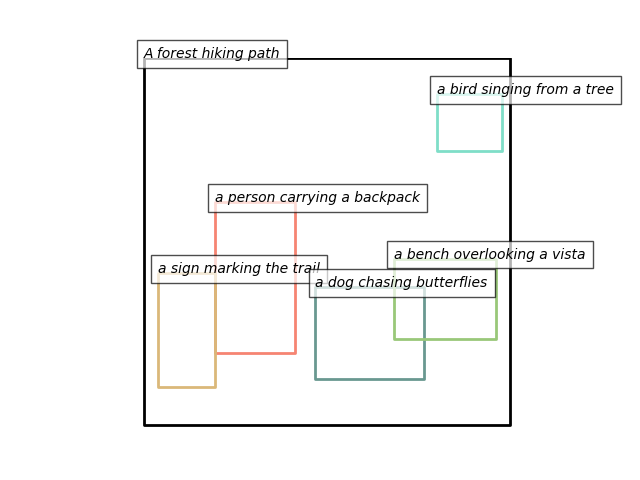 A forest hiking path
a bird singing from a tree
a person carrying a backpack
a bench overlooking a vista
a sign marking the trail
a dog chasing butterflies